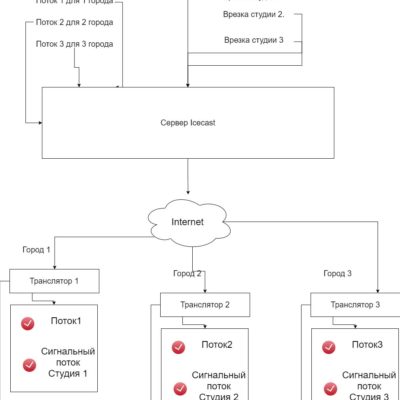 Поток 1 для 1 города
Врезка студии 2.
Поток 2 для 2 города
Врезка студии 3
Поток 3 для 3 города
Сервер Icecast
Internet
Город 1
Город 2
Город 3
Транслятор 1
Транслятор 2
Транслятор 3
Поток1
Сигнальный
поток
Студия 1
Поток2
Сигнальный
поток
Студия 2
Поток3
Сигнальный
поток
Студия 3